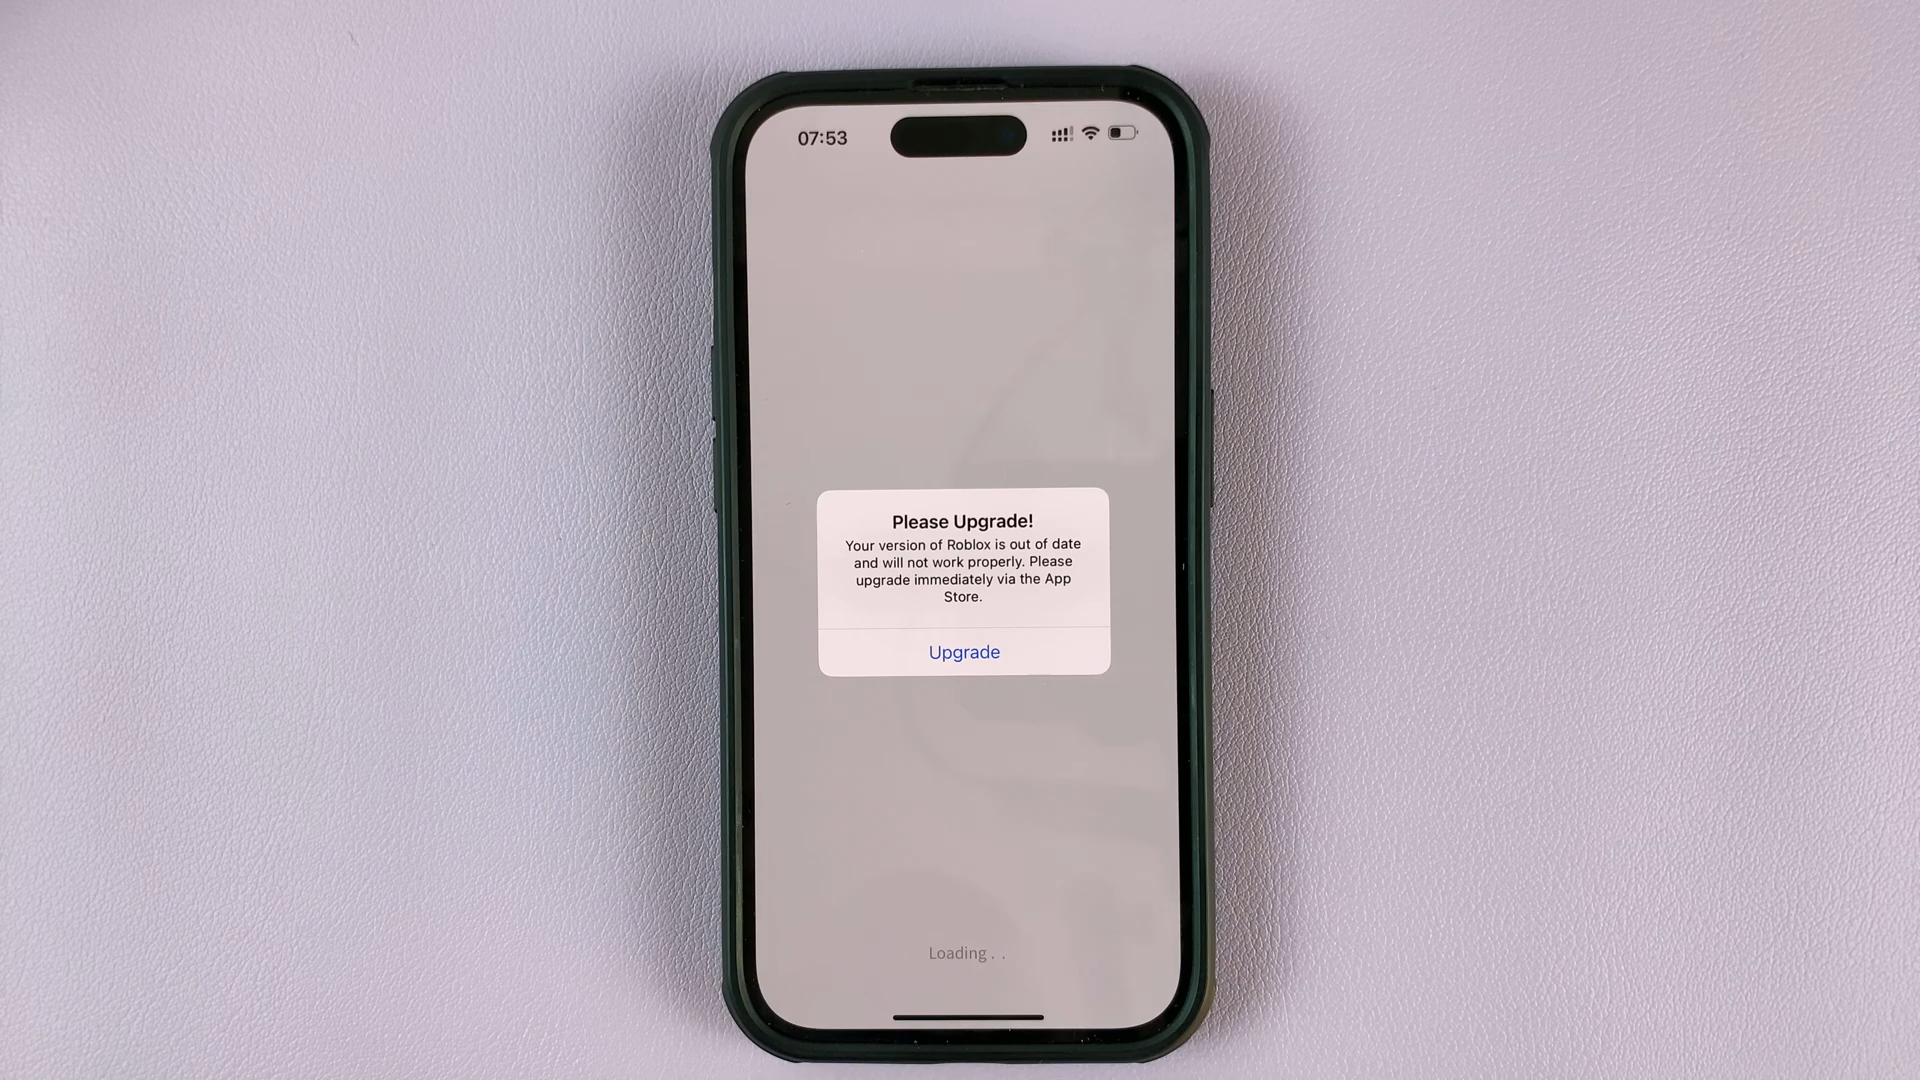 07:53
Please Upgrade!
Your version of Roblox is out of date
and will not work properly. Please
upgrade immediately via the App
Store.
Upgrade
Loading . .